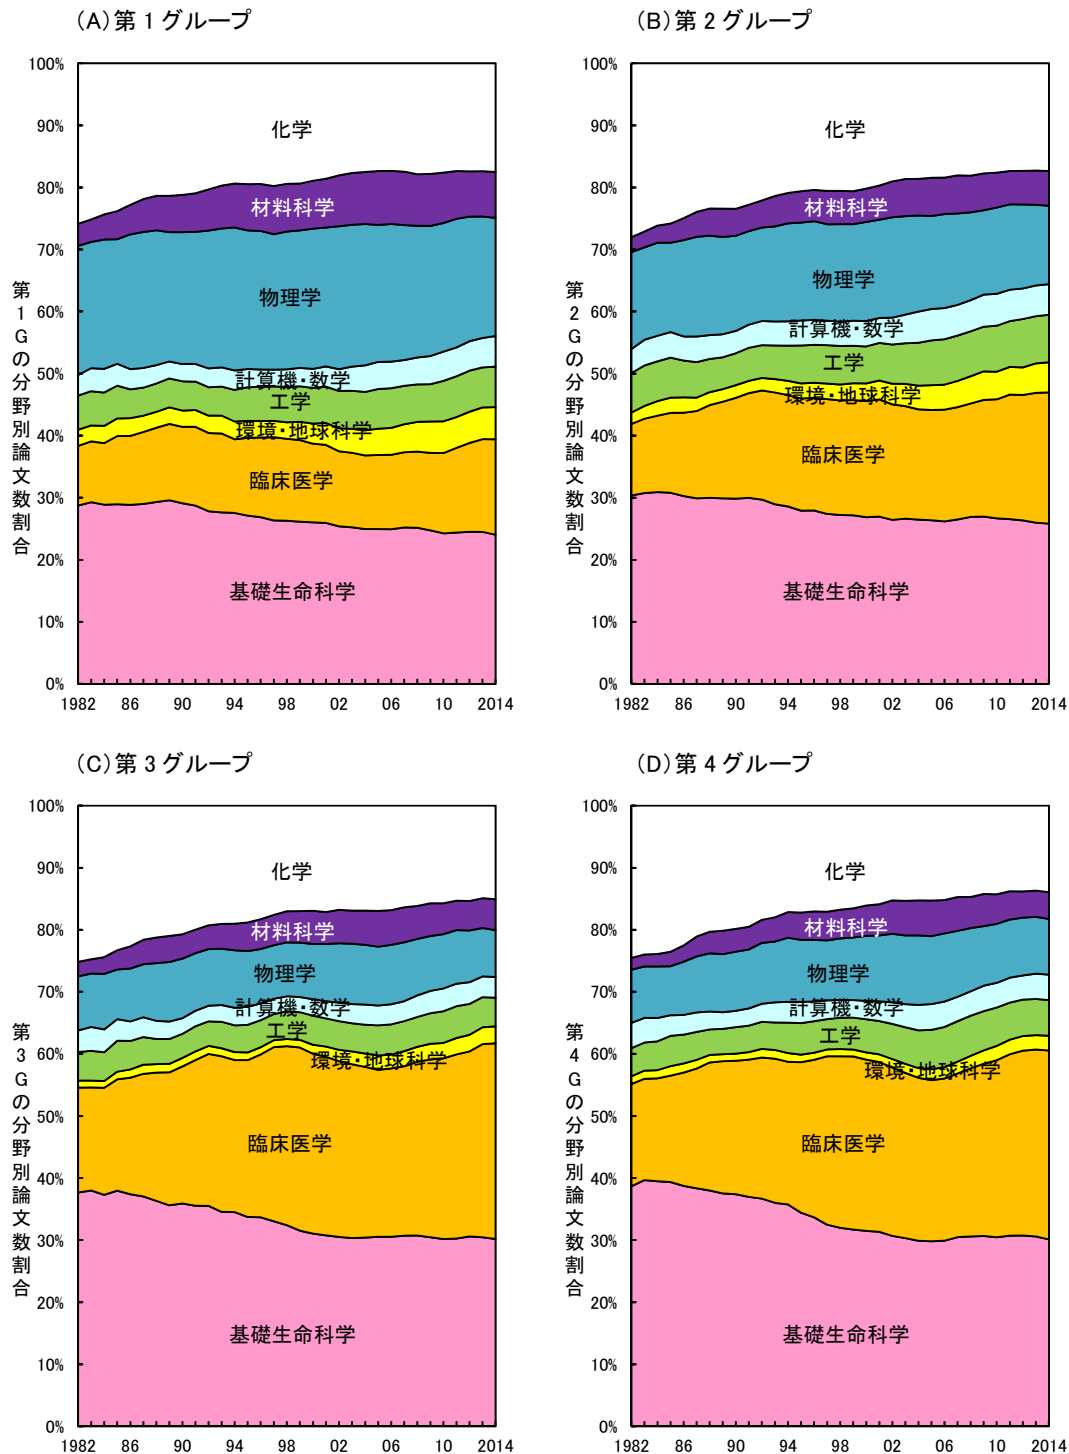 (A)第 1 グループ
100%
90%
80%
70%
60%
50%
40%
30%
20%
10%
0%
第1Gの分野別論文数割合
化学
材料科学
物理学
計算機・数学
工学
環境・地球科学
臨床医学
基礎生命科学
1982 86 90 94 98 02 06 10 2014
(B)第 2 グループ
100%
90%
80%
70%
60%
50%
40%
30%
20%
10%
0%
第2Gの分野別論文数割合
化学
材料科学
物理学
計算機・数学
工学
環境・地球科学
臨床医学
基礎生命科学
1982 86 90 94 98 02 06 10 2014
(C)第 3 グループ
100%
90%
80%
70%
60%
50%
40%
30%
20%
10%
0%
第3Gの分野別論文数割合
化学
材料科学
物理学
計算機・数学
工学
環境・地球科学
臨床医学
基礎生命科学
1982 86 90 94 98 02 06 10 2014
(D)第 4 グループ
100%
90%
80%
70%
60%
50%
40%
30%
20%
10%
0%
第4Gの分野別論文数割合
化学
材料科学
物理学
計算機・数学
工学
環境・地球科学
臨床医学
基礎生命科学
1982 86 90 94 98 02 06 10 2014